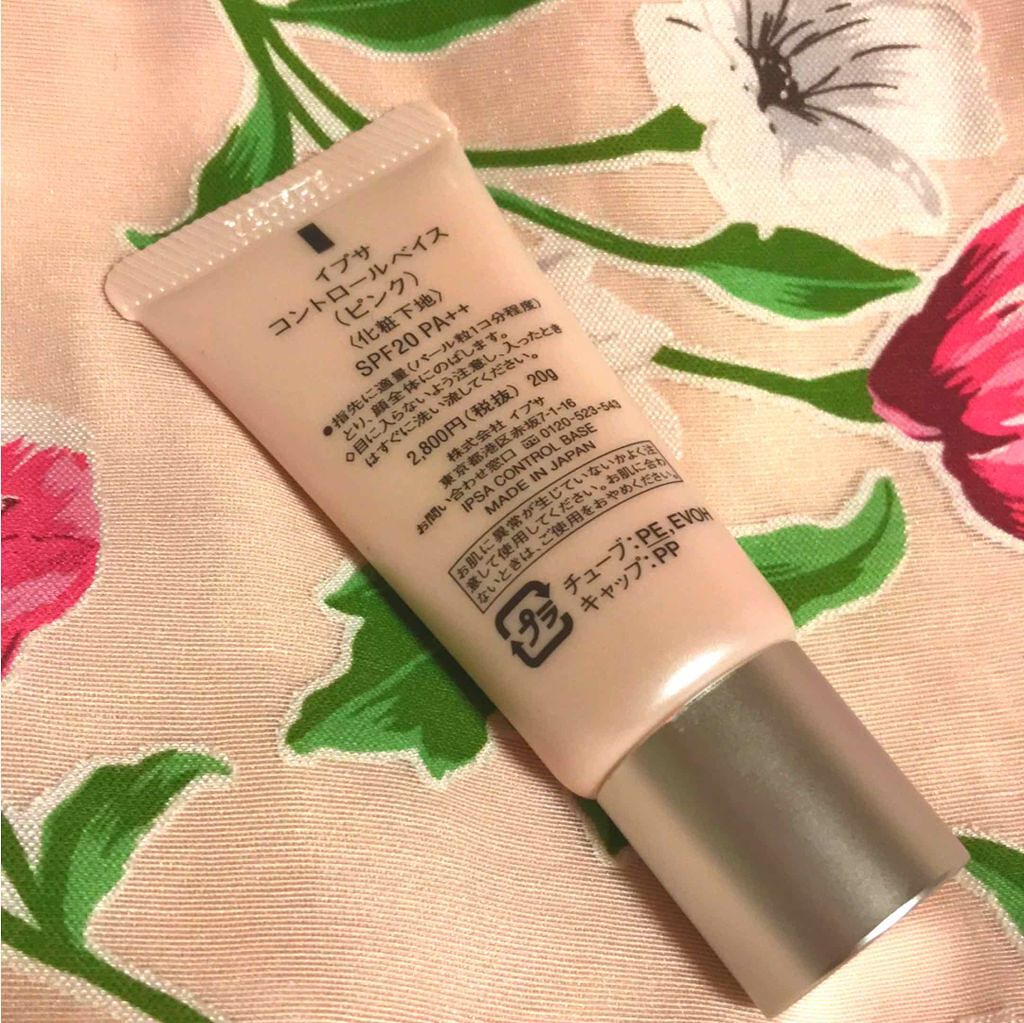 イプサ
コントロールベイス
(ピンク)
〈化粧下地〉
SPF20 PA++
●指先に適量(パール粒1コ分程度)
とり、顔全体にのばします。
◇目に入らないよう注意し、入ったとき
はすぐに洗い流してください。
2,800円(税抜) 20g
株式会社 イプサ
東京都港区赤坂7-1-16
お問い合わせ窓口 0120-523-543
IPSA CONTROL BASE
MADE IN JAPAN
お肌に異常が生じていないかよく注
意して使用してください。お肌に合わ
ないときは、ご使用をおやめください。
プラ
チューブ:PE,EVOH
キャップ:PP